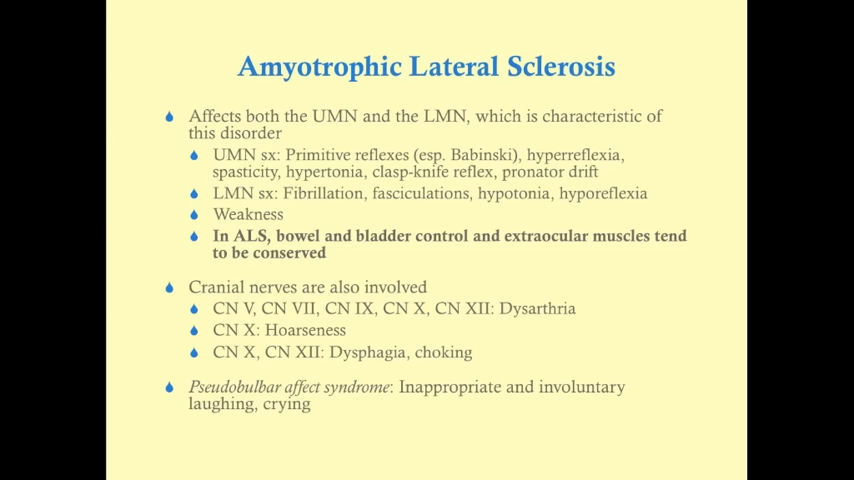 Amyotrophic Lateral Sclerosis
Affects both the UMN and the LMN, which is characteristic of
this disorder
UMN sx: Primitive reflexes (esp. Babinski), hyperreflexia,
spasticity, hypertonia, clasp-knife reflex, pronator drift
LMN sx: Fibrillation, fasciculations, hypotonia, hyporeflexia
Weakness
In ALS, bowel and bladder control and extraocular muscles tend
to be conserved
Cranial nerves are also involved
CN V, CN VII, CN IX, CN X, CN XII: Dysarthria
CN X: Hoarseness
CN X, CN XII: Dysphagia, choking
Pseudobulbar affect syndrome: Inappropriate and involuntary
laughing, crying